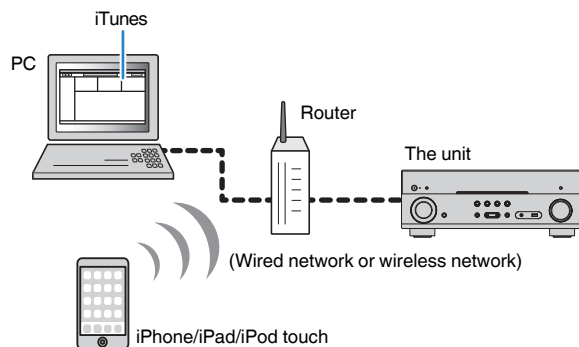 iTunes
PC
Router
The unit
(Wired network or wireless network)
iPhone/iPad/iPod touch